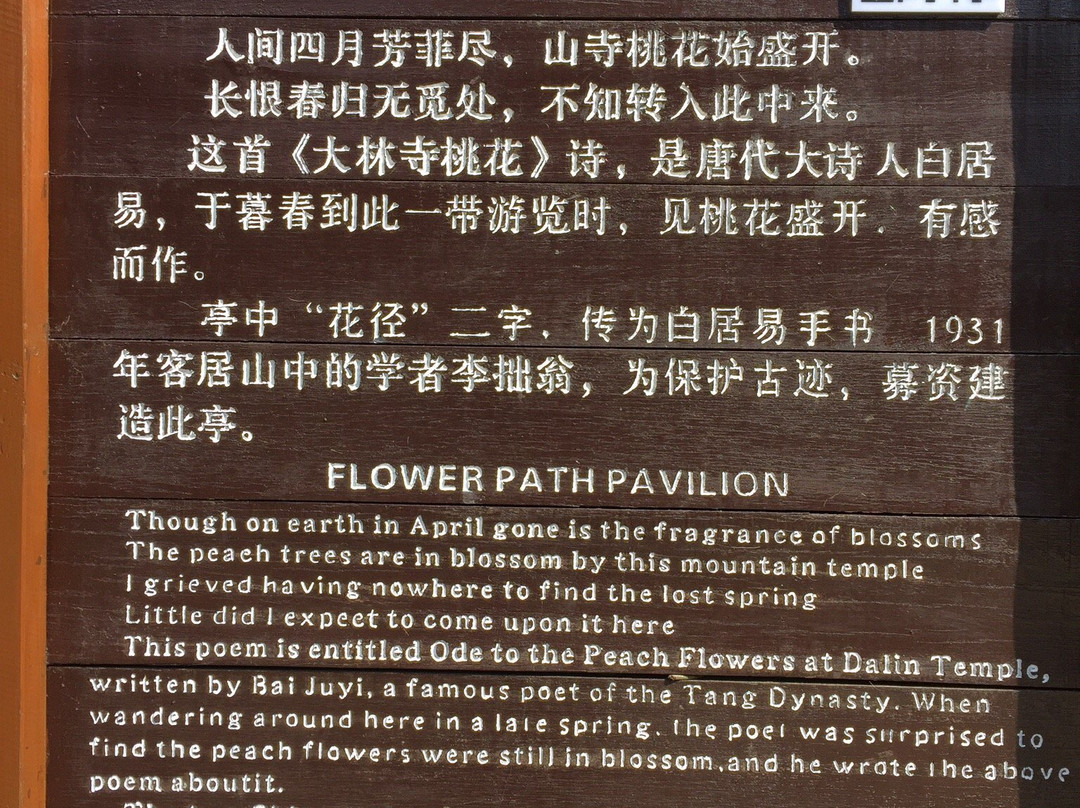 人间四月芳菲尽，山寺桃花始盛开。
长恨春归无觅处，不知转入此中来。
这首《大林寺桃花》诗，是唐代大诗人白居
易，于暮春到此一带游览时，见桃花盛开．有感
而作。
亭中“花径”二字．传为白居易手书 1931
年客居山中的学者李拙翁，为保护古迹，募资建
造此亭。
FLOWER PATH PAVILION
Though on earth in April gone is the fragrance of blossoms
The peach trees are in blossom by this mountain temple
I grieved having nowhere to find the lost spring
Little did I expect to come upon it here
This poem is entitled Ode to the Peach Flowers at Dalin Temple,
written by Bai Juyi, a famous poet of the Tang Dynasty. When
wandering around here in a late spring. the poet was surprised to
find the peach flowers were still in blossom,and he wrote the above
poem aboutit.